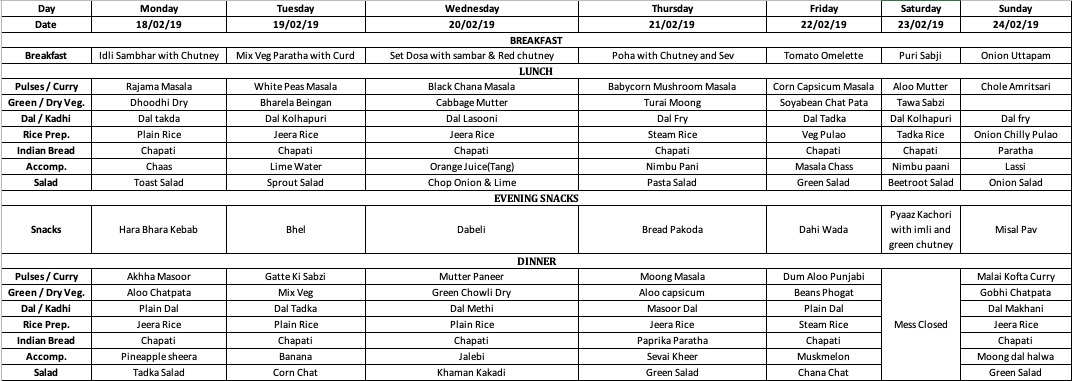 Day Monday Tuesday Wednesday Thursday Friday Saturday Sunday
Date 18/02/19 19/02/19 20/02/19 21/02/19 22/02/19 23/02/19 24/02/19
BREAKFAST
Breakfast Idli Sambhar with Chutney Mix Veg Paratha with Curd Set Dosa with sambar & Red chutney Poha with Chutney and Sev Tomato Omelette Puri Sabji Onion Uttapam
LUNCH
Pulses / Curry Rajama Masala White Peas Masala Black Chana Masala Babycorn Mushroom Masala Corn Capsicum Masala Aloo Mutter Chole Amritsari
Green / Dry Veg. Dhoodhi Dry Bharela Beingan Cabbage Mutter Turai Moong Soyabean Chat Pata Tawa Sabzi
Dal / Kadhi Dal takda Dal Kolhapuri Dal Lasooni Dal Fry Dal Tadka Dal Kolhapuri Dal fry
Rice Prep. Plain Rice Jeera Rice Jeera Rice Steam Rice Veg Pulao Tadka Rice Onion Chilly Pulao
Indian Bread Chapati Chapati Chapati Chapati Chapati Chapati Paratha
Accomp. Chaas Lime Water Orange Juice(Tang) Nimbu Pani Masala Chass Nimbu paani Lassi
Salad Toast Salad Sprout Salad Chop Onion & Lime Pasta Salad Green Salad Beetroot Salad Onion Salad
EVENING SNACKS
Snacks Hara Bhara Kebab Bhel Dabeli Bread Pakoda Dahi Wada Pyaaz Kachori
with imli and
green chutney Misal Pav
DINNER
Pulses / Curry Akhha Masoor Gatte Ki Sabzi Mutter Paneer Moong Masala Dum Aloo Punjabi Malai Kofta Curry
Green / Dry Veg. Aloo Chatpata Mix Veg Green Chowli Dry Aloo capsicum Beans Phogat Gobhi Chatpata
Dal / Kadhi Plain Dal Dal Tadka Dal Methi Masoor Dal Plain Dal Dal Makhani
Rice Prep. Jeera Rice Plain Rice Plain Rice Jeera Rice Steam Rice Mess Closed Jeera Rice
Indian Bread Chapati Chapati Chapati Paprika Paratha Chapati Chapati
Accomp. Pineapple sheera Banana Jalebi Sevai Kheer Muskmelon Moong dal halwa
Salad Tadka Salad Corn Chat Khaman Kakadi Green Salad Chana Chat Green Salad